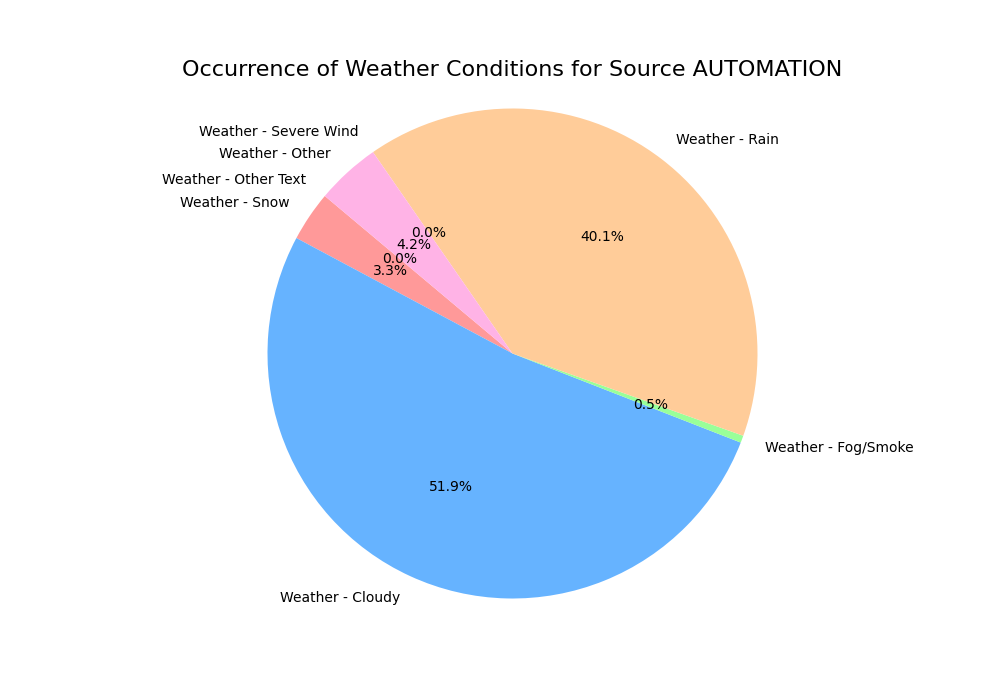 Occurrence of Weather Conditions for Source AUTOMATION
Weather - Severe Wind
Weather - Rain
Weather - Other
Weather - Other Text
Weather - Snow
0.0%
40.1%
4.2%
0.0%
3.3%
0.5%
Weather - Fog/Smoke
51.9%
Weather - Cloudy